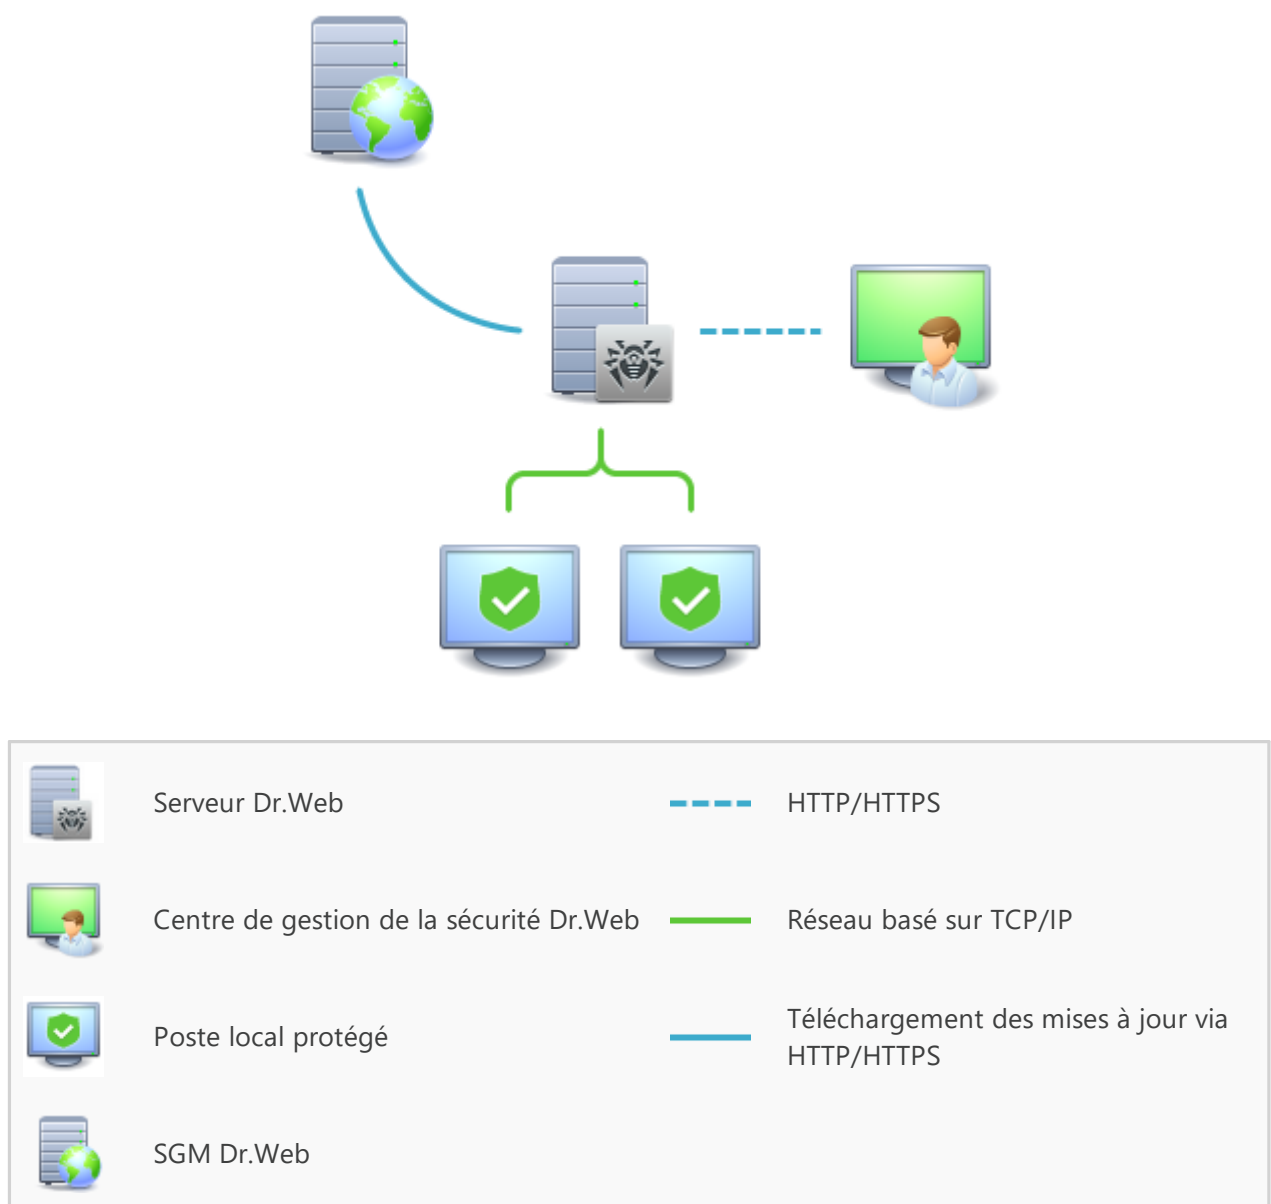 Serveur Dr.Web
HTTP/HTTPS
Centre de gestion de la sécurité Dr.Web
Réseau basé sur TCP/IP
Poste local protégé
Téléchargement des mises à jour via
HTTP/HTTPS
SGM Dr.Web